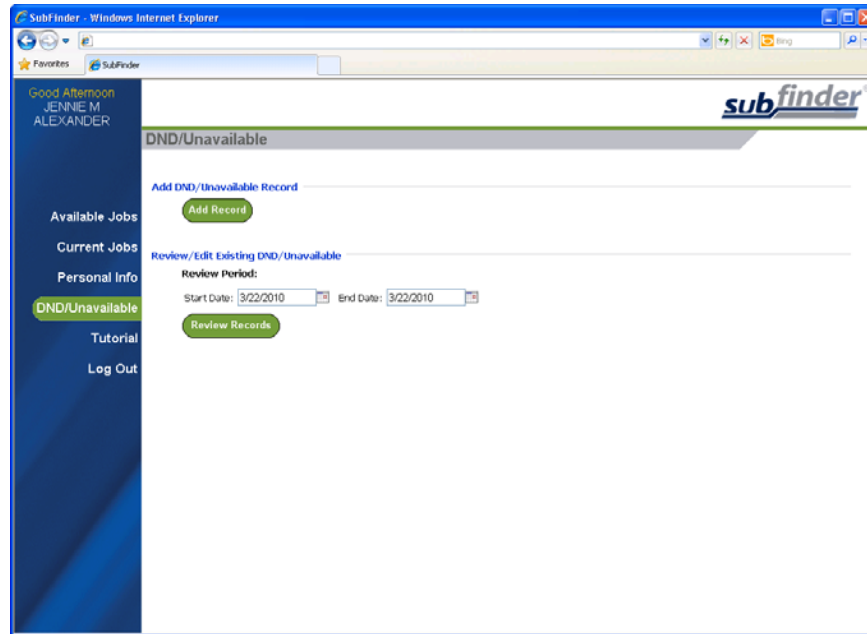 SubFinder - Windows Internet Explorer
Bing
Favorites SubFinder
Good Afternoon
JENNIE M
ALEXANDER
subfinder
DND/Unavailable
Add DND/Unavailable Record
Add Record
Available Jobs
Current Jobs
Personal Info
DND/Unavailable
Tutorial
Log Out
Review/Edit Existing DND/Unavailable
Review Period:
Start Date: 3/22/2010 End Date: 3/22/2010
Review Records